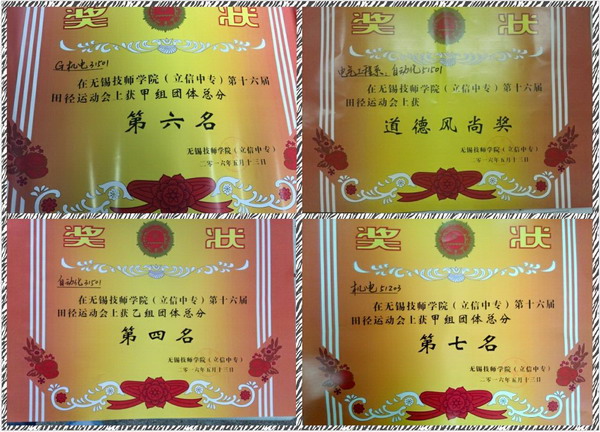 奖 状
G机电31501
在无锡技师学院（立信中专）第十六届
田径运动会上获甲组团体总分
第六名
无锡技师学院（立信中专）
二零一六年五月十三日
奖 状
自动化51501
在无锡技师学院（立信中专）第十六届
田径运动会上获
道德风尚奖
无锡技师学院（立信中专）
二零一六年五月十三日
奖 状
自动化31501
在无锡技师学院（立信中专）第十六届
田径运动会上获乙组团体总分
第四名
无锡技师学院（立信中专）
二零一六年五月十三日
奖 状
机电51203
在无锡技师学院（立信中专）第十六届
田径运动会上获甲组团体总分
第七名
无锡技师学院（立信中专）
二零一六年五月十三日